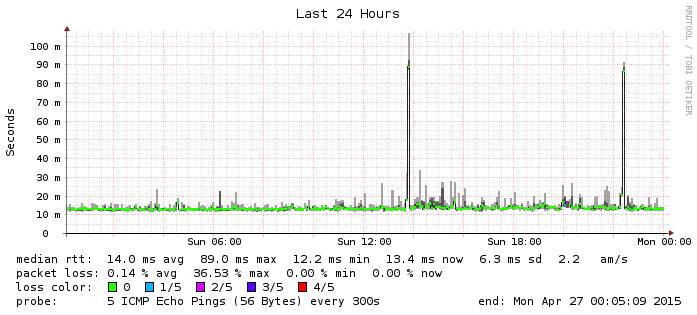 Last 24 Hours
RRDTOOL / TOBI OETIKER
Seconds
100 m
90 m
80 m
70 m
60 m
50 m
40 m
30 m
20 m
10 m
0
Sun 06:00 Sun 12:00 Sun 18:00 Mon 00:00
median rtt: 14.0 ms avg 89.0 ms max 12.2 ms min 13.4 ms now 6.3 ms sd 2.2 am/s
packet loss: 0.14 % avg 36.53 % max 0.00 % min 0.00 % now
loss color: 0 1/5 2/5 3/5 4/5
probe: 5 ICMP Echo Pings (56 Bytes) every 300s end: Mon Apr 27 00:05:09 2015